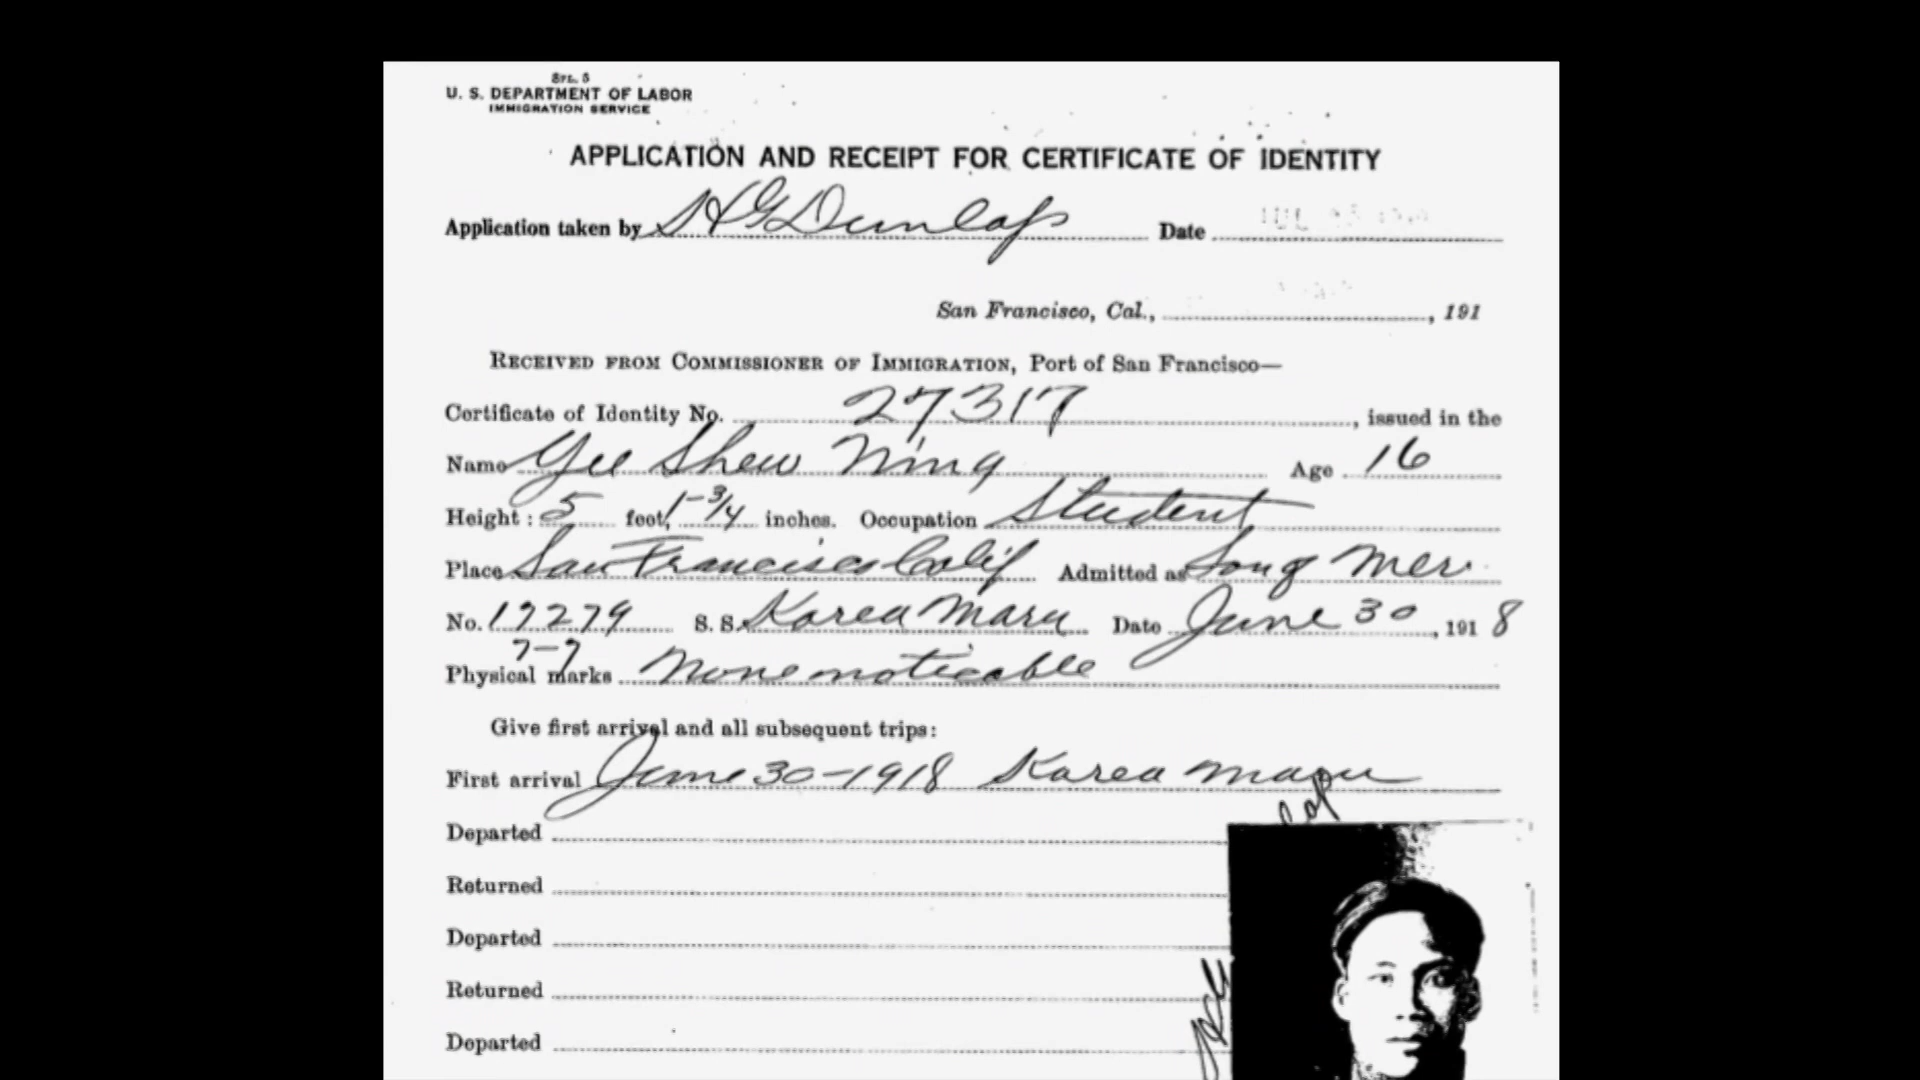 SPL. 5
U. S. DEPARTMENT OF LABOR
IMMIGRATION SERVICE
APPLICATION AND RECEIPT FOR CERTIFICATE OF IDENTITY
Application taken by HG Dunlap Date
San Francisco, Cal., , 191
RECEIVED FROM COMMISSIONER OF IMMIGRATION, Port of San Francisco—
Certificate of Identity No. 27317, issued in the
Name Yee Shew Ning Age 16
Height: 5 feet, 1-3/4 inches. Occupation Student
Place San Francisco Calif Admitted as Son of Mer.
No. 17279 S. S. Korea Maru Date June 30, 1918
7-7
Physical marks None noticable
Give first arrival and all subsequent trips:
First arrival June 30-1918 Korea Maru
Departed
Returned
Departed
Returned
Departed